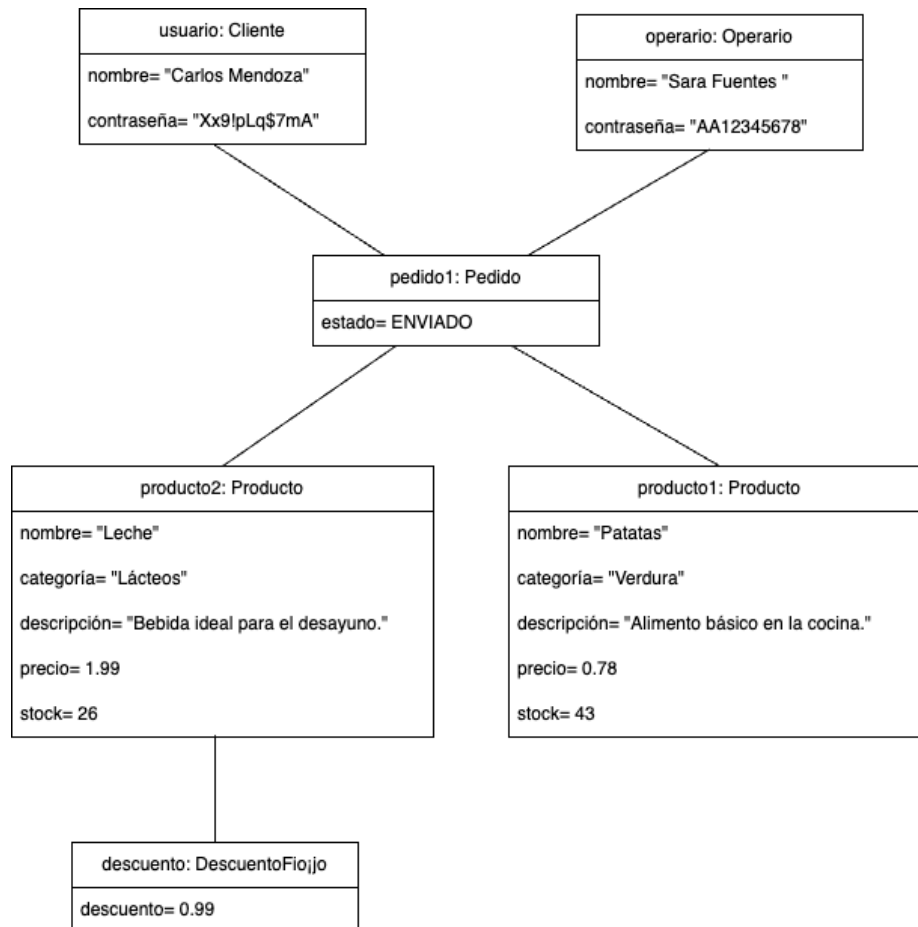 usuario: Cliente
nombre= "Carlos Mendoza"
contraseña= "Xx9!pLq$7mA"
operario: Operario
nombre= "Sara Fuentes "
contraseña= "AA12345678"
pedido1: Pedido
estado= ENVIADO
producto2: Producto
nombre= "Leche"
categoría= "Lácteos"
descripción= "Bebida ideal para el desayuno."
precio= 1.99
stock= 26
producto1: Producto
nombre= "Patatas"
categoría= "Verdura"
descripción= "Alimento básico en la cocina."
precio= 0.78
stock= 43
descuento: DescuentoFio¡jo
descuento= 0.99